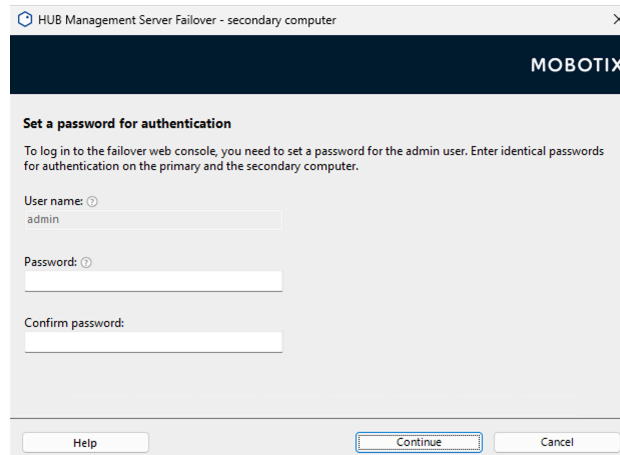 HUB Management Server Failover - secondary computer
MOBOTIX
Set a password for authentication
To log in to the failover web console, you need to set a password for the admin user. Enter identical passwords
for authentication on the primary and the secondary computer.
User name:
admin
Password:
Confirm password:
Help Continue Cancel